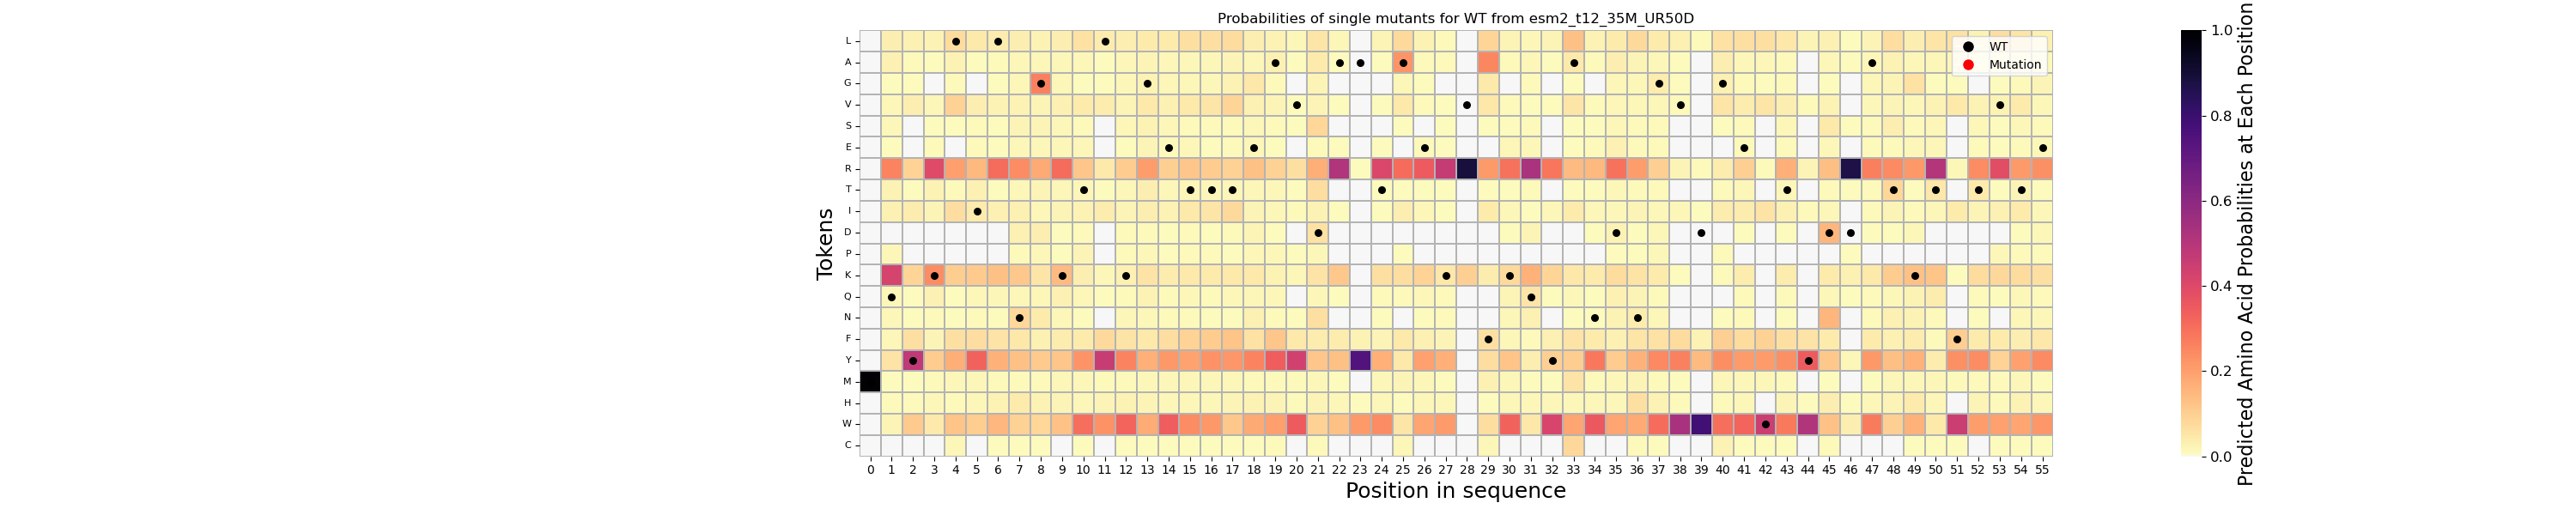 Probabilities of single mutants for WT from esm2_t12_35M_UR50D
L
A
G
V
S
E
R
T
I
D
P
K
Q
N
F
Y
M
H
W
C
Tokens
WT
Mutation
0 1 2 3 4 5 6 7 8 9 10 11 12 13 14 15 16 17 18 19 20 21 22 23 24 25 26 27 28 29 30 31 32 33 34 35 36 37 38 39 40 41 42 43 44 45 46 47 48 49 50 51 52 53 54 55
Position in sequence
1.0
0.8
0.6
0.4
0.2
0.0
Predicted Amino Acid Probabilities at Each Position